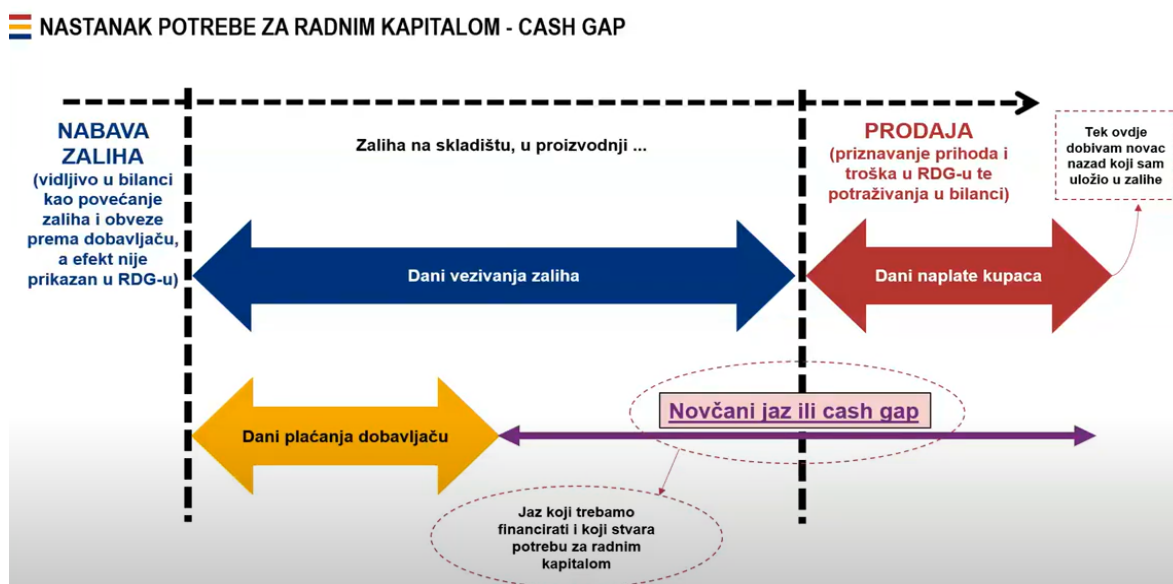 NASTANAK POTREBE ZA RADNIM KAPITALOM - CASH GAP
NABAVA
ZALIHA
(vidljivo u bilanci
kao povećanje
zaliha i obveze
prema dobavljaču,
a efekt nije
prikazan u RDG-u)
Zaliha na skladištu, u proizvodnji ...
PRODAJA
(priznavanje prihoda i
troška u RDG-u te
potraživanja u bilanci)
Tek ovdje
dobivam novac
nazad koji sam
uložio u zalihe
Dani vezivanja zaliha
Dani naplate kupaca
Dani plaćanja dobavljaču
Novčani jaz ili cash gap
Jaz koji trebamo
financirati i koji stvara
potrebu za radnim
kapitalom